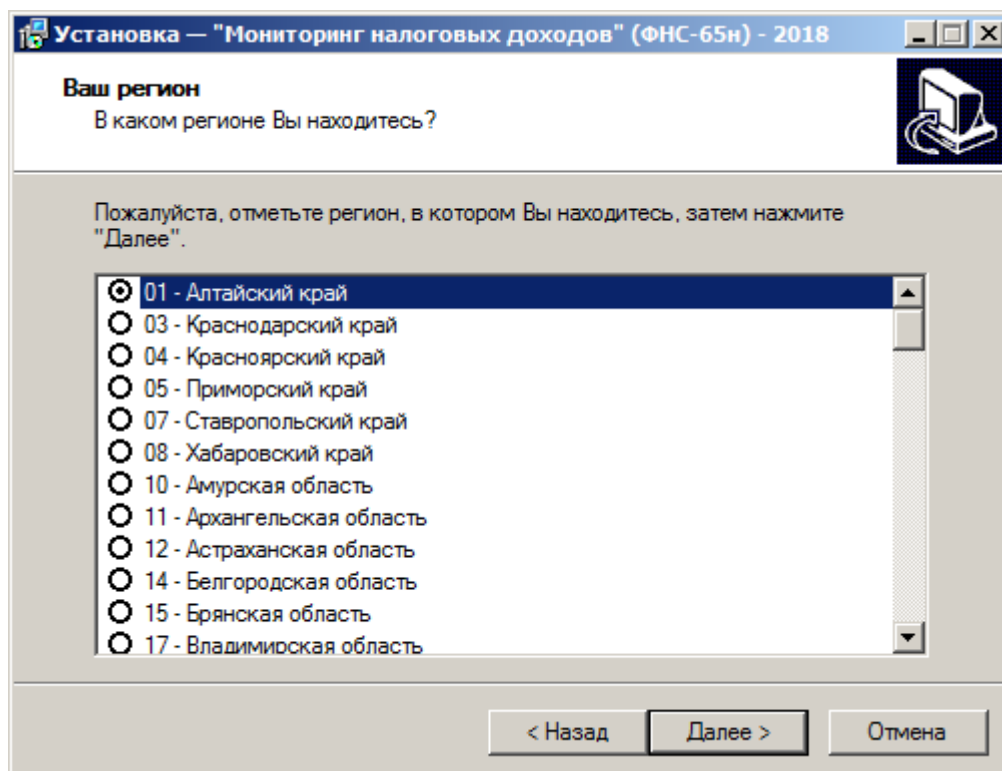 Установка — "Мониторинг налоговых доходов" (ФНС-65н) - 2018
Ваш регион
В каком регионе Вы находитесь?
Пожалуйста, отметьте регион, в котором Вы находитесь, затем нажмите
"Далее".
01 - Алтайский край
03 - Краснодарский край
04 - Красноярский край
05 - Приморский край
07 - Ставропольский край
08 - Хабаровский край
10 - Амурская область
11 - Архангельская область
12 - Астраханская область
14 - Белгородская область
15 - Брянская область
17 - Владимирская область
< Назад
Далее >
Отмена